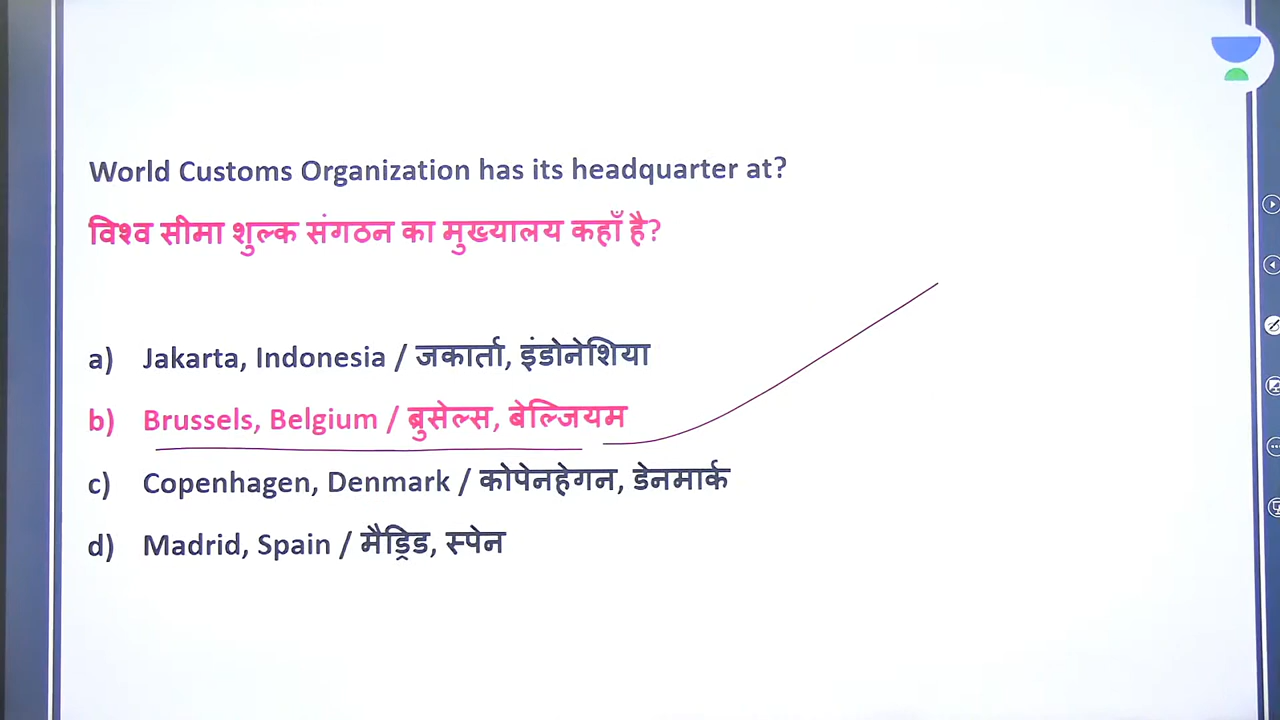 World Customs Organization has its headquarter at?
विश्व सीमा शुल्क संगठन का मुख्यालय कहाँ है?
a) Jakarta, Indonesia / जकार्ता, इंडोनेशिया
b) Brussels, Belgium / ब्रुसेल्स, बेल्जियम
c) Copenhagen, Denmark / कोपेनहेगन, डेनमार्क
d) Madrid, Spain / मैड्रिड, स्पेन